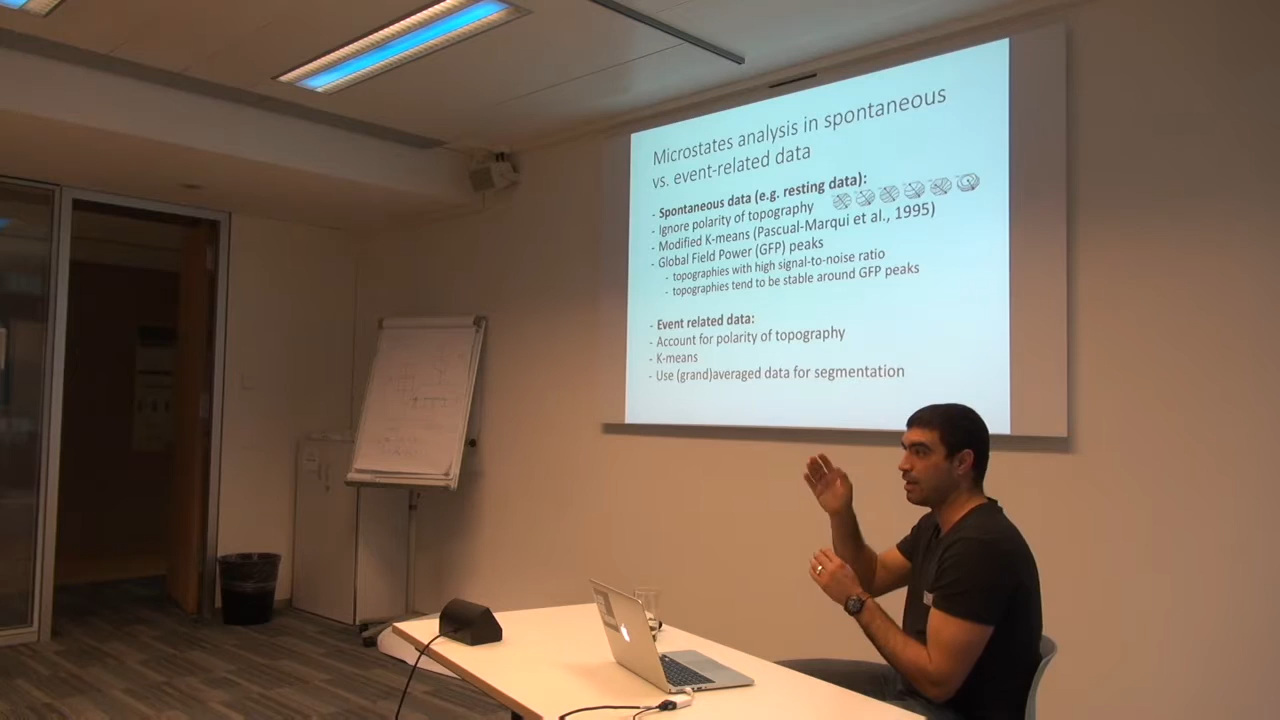 Microstates analysis in spontaneous
vs. event-related data
- Spontaneous data (e.g. resting data):
- Ignore polarity of topography
- Modified K-means (Pascual-Marqui et al., 1995)
- Global Field Power (GFP) peaks
- topographies with high signal-to-noise ratio
- topographies tend to be stable around GFP peaks
- Event related data:
- Account for polarity of topography
- K-means
- Use (grand)averaged data for segmentation